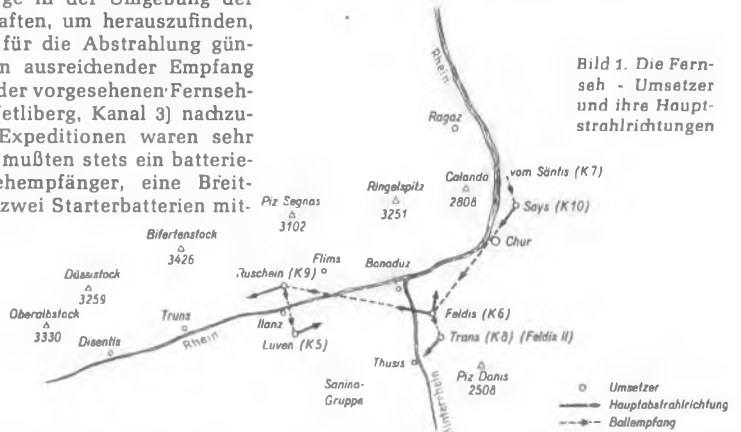 ge in der Umgebung der
aften, um herauszufinden,
für die Abstrahlung gün-
n ausreichender Empfang
der vorgesehenen Fernseh-
etliberg, Kanal 3) nachzu-
Expeditionen waren sehr
mußten stets ein batterie-
ehempfänger, eine Breit-
zwei Starterbatterien mit-
Bild 1. Die Fern-
seh - Umsetzer
und ihre Haupt-
strahlrichtungen
Rhein
Ragaz
Calanda
2808
vom Säntis (K7)
Says (K10)
Chur
Ringelspitz
3251
Piz Segnas
3102
Bifertenstock
3426
Düssistock
3259
Oberalbstock
3330
Flims
Bonaduz
Ruschein (K9)
Feldis (K6)
Truns
Ilanz
Disentis
Rhein
Luven (K5)
Trans (K8) (Feldis II)
Thusis
Piz Danis
2508
Sanina-
Gruppe
Hinterrhein
Umsetzer
Hauptabstrahlrichtung
Ballempfang